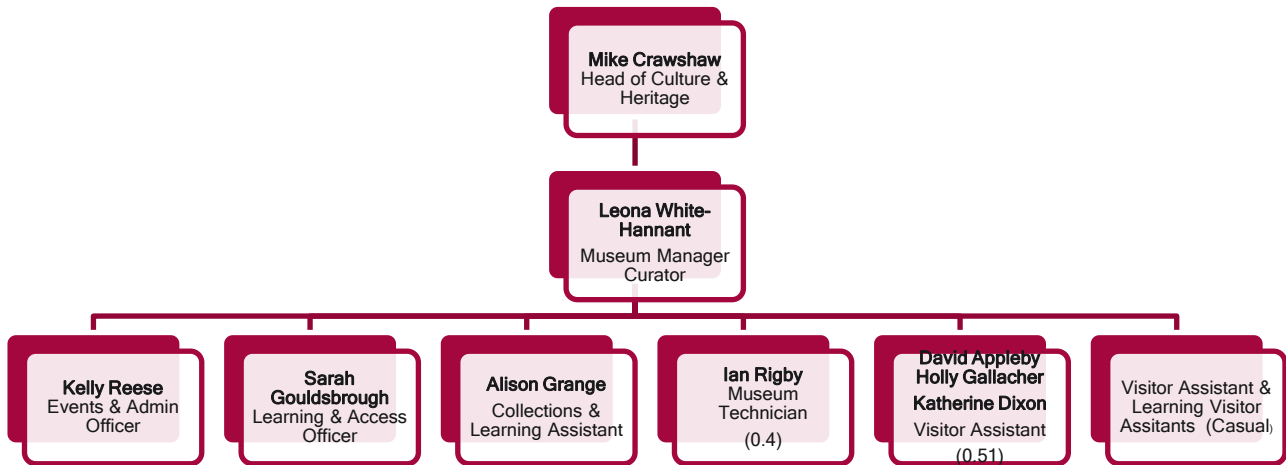 Mike Crawshaw
Head of Culture &
Heritage
Leona White-
Hannant
Museum Manager
Curator
Kelly Reese
Events & Admin
Officer
Sarah
Gouldsbrough
Learning & Access
Officer
Alison Grange
Collections &
Learning Assistant
Ian Rigby
Museum
Technician
(0.4)
David Appleby
Holly Gallacher
Katherine Dixon
Visitor Assistant
(0.51)
Visitor Assistant &
Learning Visitor
Assitants (Casual)